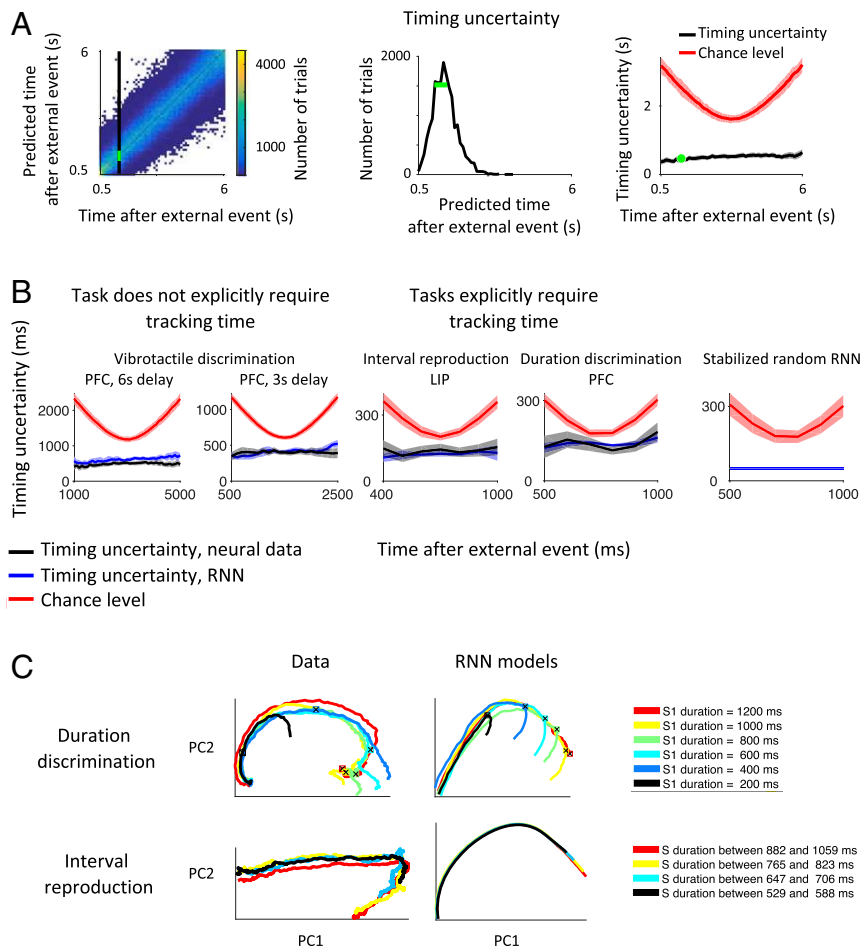 A
Timing uncertainty
Predicted time
after external event (s)
6
0.5
0.5
6
Time after external event (s)
4000
1000
Number of trials
Number of trials
2000
0
0.5
6
Predicted time
after external event (s)
Timing uncertainty
Chance level
Timing uncertainty (s)
2
0
0.5
6
Time after external event (s)
B
Task does not explicitly require
tracking time
Tasks explicitly require
tracking time
Timing uncertainty (ms)
Vibrotactile discrimination
PFC, 6s delay
PFC, 3s delay
Interval reproduction
LIP
Duration discrimination
PFC
Stabilized random RNN
2000
1000
0
1000
5000
1000
500
0
500
2500
300
0
400
1000
300
0
500
1000
300
0
500
1000
Timing uncertainty, neural data
Timing uncertainty, RNN
Chance level
Time after external event (ms)
C
Data
RNN models
Duration
discrimination
PC2
S1 duration = 1200 ms
S1 duration = 1000 ms
S1 duration = 800 ms
S1 duration = 600 ms
S1 duration = 400 ms
S1 duration = 200 ms
Interval
reproduction
PC2
PC1
PC1
S duration between 882 and 1059 ms
S duration between 765 and 823 ms
S duration between 647 and 706 ms
S duration between 529 and 588 ms